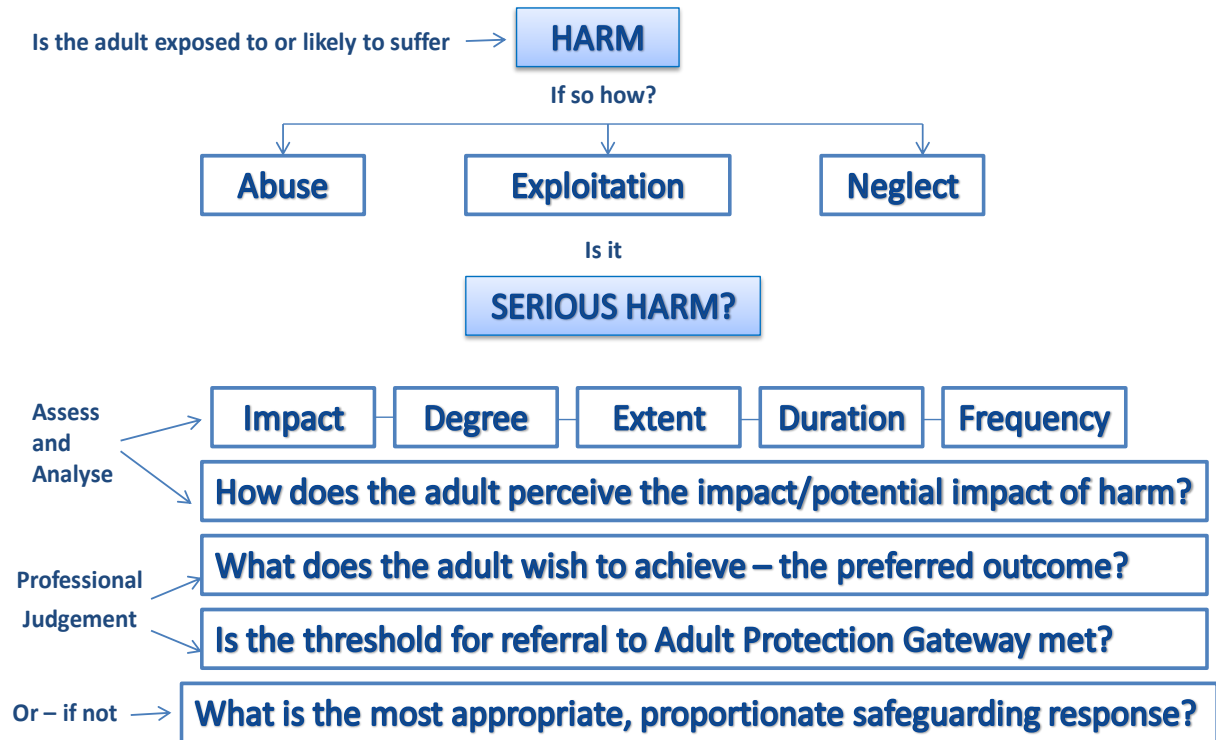 Is the adult exposed to or likely to suffer
HARM
If so how?
Abuse
Exploitation
Neglect
Is it
SERIOUS HARM?
Assess
and
Analyse
Impact
Degree
Extent
Duration
Frequency
How does the adult perceive the impact/potential impact of harm?
Professional
Judgement
What does the adult wish to achieve – the preferred outcome?
Is the threshold for referral to Adult Protection Gateway met?
Or – if not
What is the most appropriate, proportionate safeguarding response?